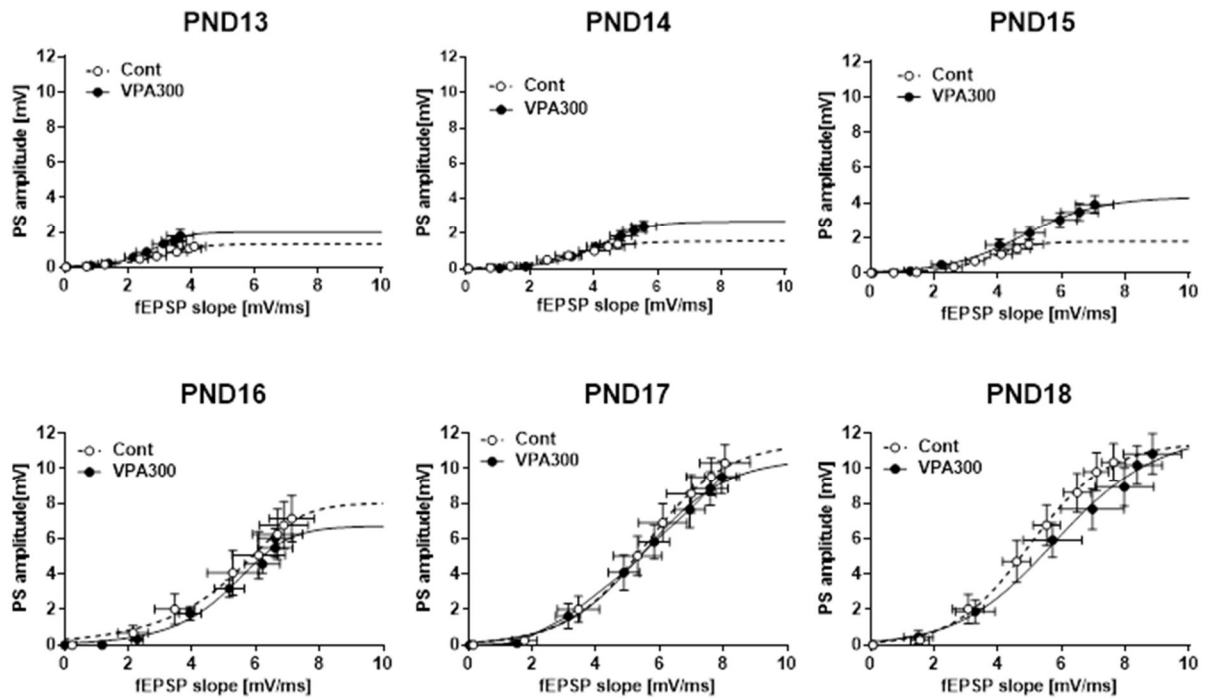 PND13
PS amplitude [mV]
12
10
8
6
4
2
0
Cont
VPA300
0 2 4 6 8 10
fEPSP slope [mV/ms]
PND14
PS amplitude[mV]
12
10
8
6
4
2
0
Cont
VPA300
0 2 4 6 8 10
fEPSP slope [mV/ms]
PND15
PS amplitude[mV]
12
10
8
6
4
2
0
Cont
VPA300
0 2 4 6 8 10
fEPSP slope [mV/ms]
PND16
PS amplitude[mV]
12
10
8
6
4
2
0
Cont
VPA300
0 2 4 6 8 10
fEPSP slope [mV/ms]
PND17
PS amplitude[mV]
12
10
8
6
4
2
0
Cont
VPA300
0 2 4 6 8 10
fEPSP slope [mV/ms]
PND18
PS amplitude [mV]
12
10
8
6
4
2
0
Cont
VPA300
0 2 4 6 8 10
fEPSP slope [mV/ms]